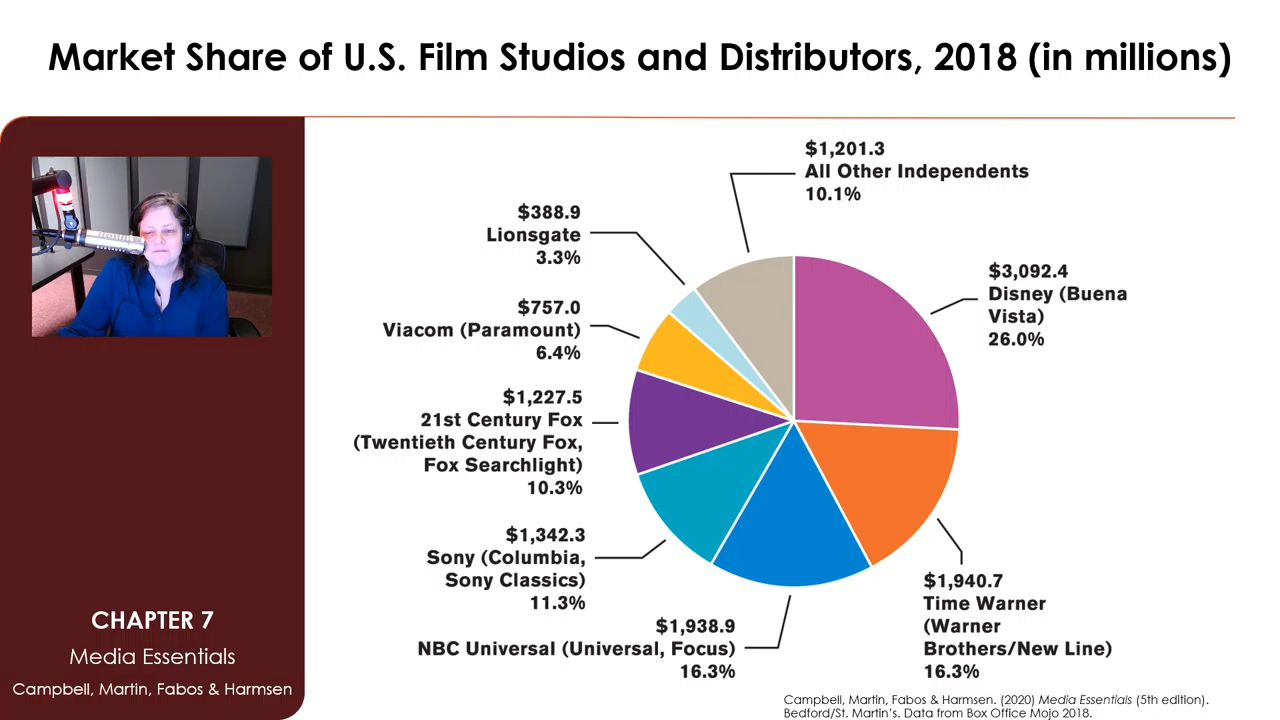 Market Share of U.S. Film Studios and Distributors, 2018 (in millions)
$1,201.3
All Other Independents
10.1%
$388.9
Lionsgate
3.3%
$3,092.4
Disney (Buena
Vista)
26.0%
$757.0
Viacom (Paramount)
6.4%
$1,227.5
21st Century Fox
(Twentieth Century Fox,
Fox Searchlight)
10.3%
$1,342.3
Sony (Columbia,
Sony Classics)
11.3%
$1,940.7
Time Warner
(Warner
Brothers/New Line)
16.3%
$1,938.9
NBC Universal (Universal, Focus)
16.3%
CHAPTER 7
Media Essentials
Campbell, Martin, Fabos & Harmsen
Campbell, Martin, Fabos & Harmsen. (2020) Media Essentials (5th edition).
Bedford/St. Martin’s. Data from Box Office Mojo 2018.